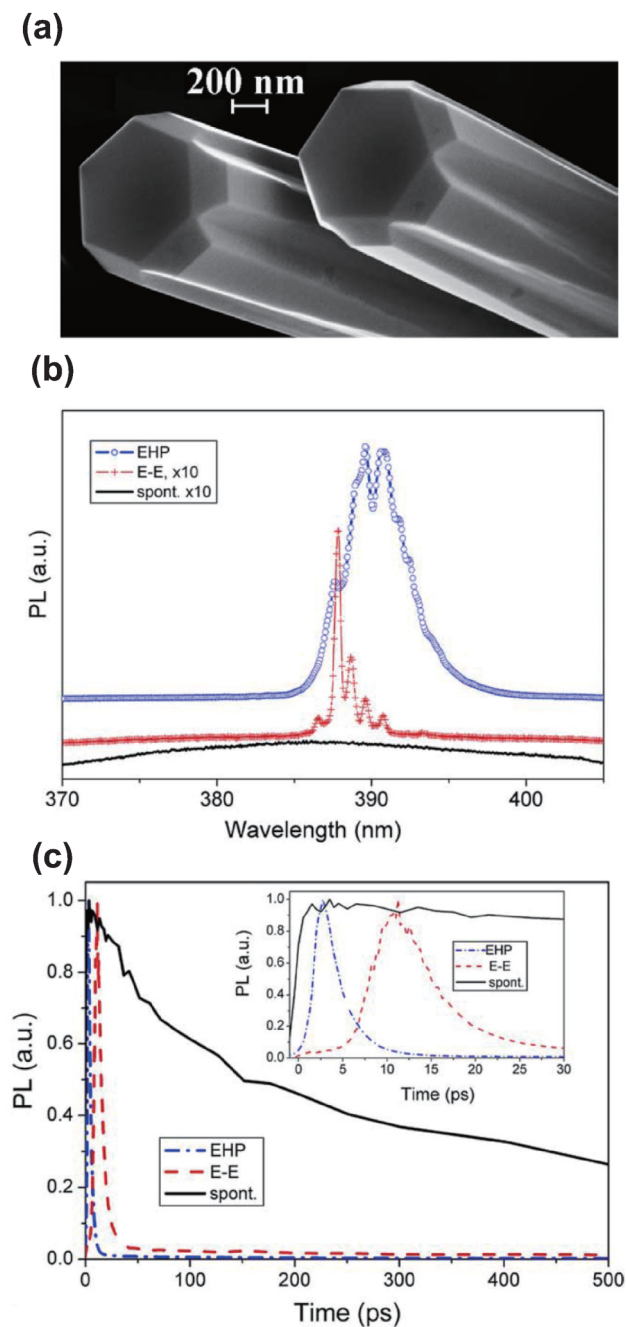 (a)
200 nm
(b)
EHP
E-E, x10
spont. x10
PL (a.u.)
370
380
390
400
Wavelength (nm)
(c)
1.0
0.8
0.6
0.4
0.2
0.0
PL (a.u.)
EHP
E-E
spont.
0
100
200
300
400
500
Time (ps)
1.0
0.8
0.6
0.4
0.2
0.0
PL (a.u.)
EHP
E-E
spont.
0
5
10
15
20
25
30
Time (ps)